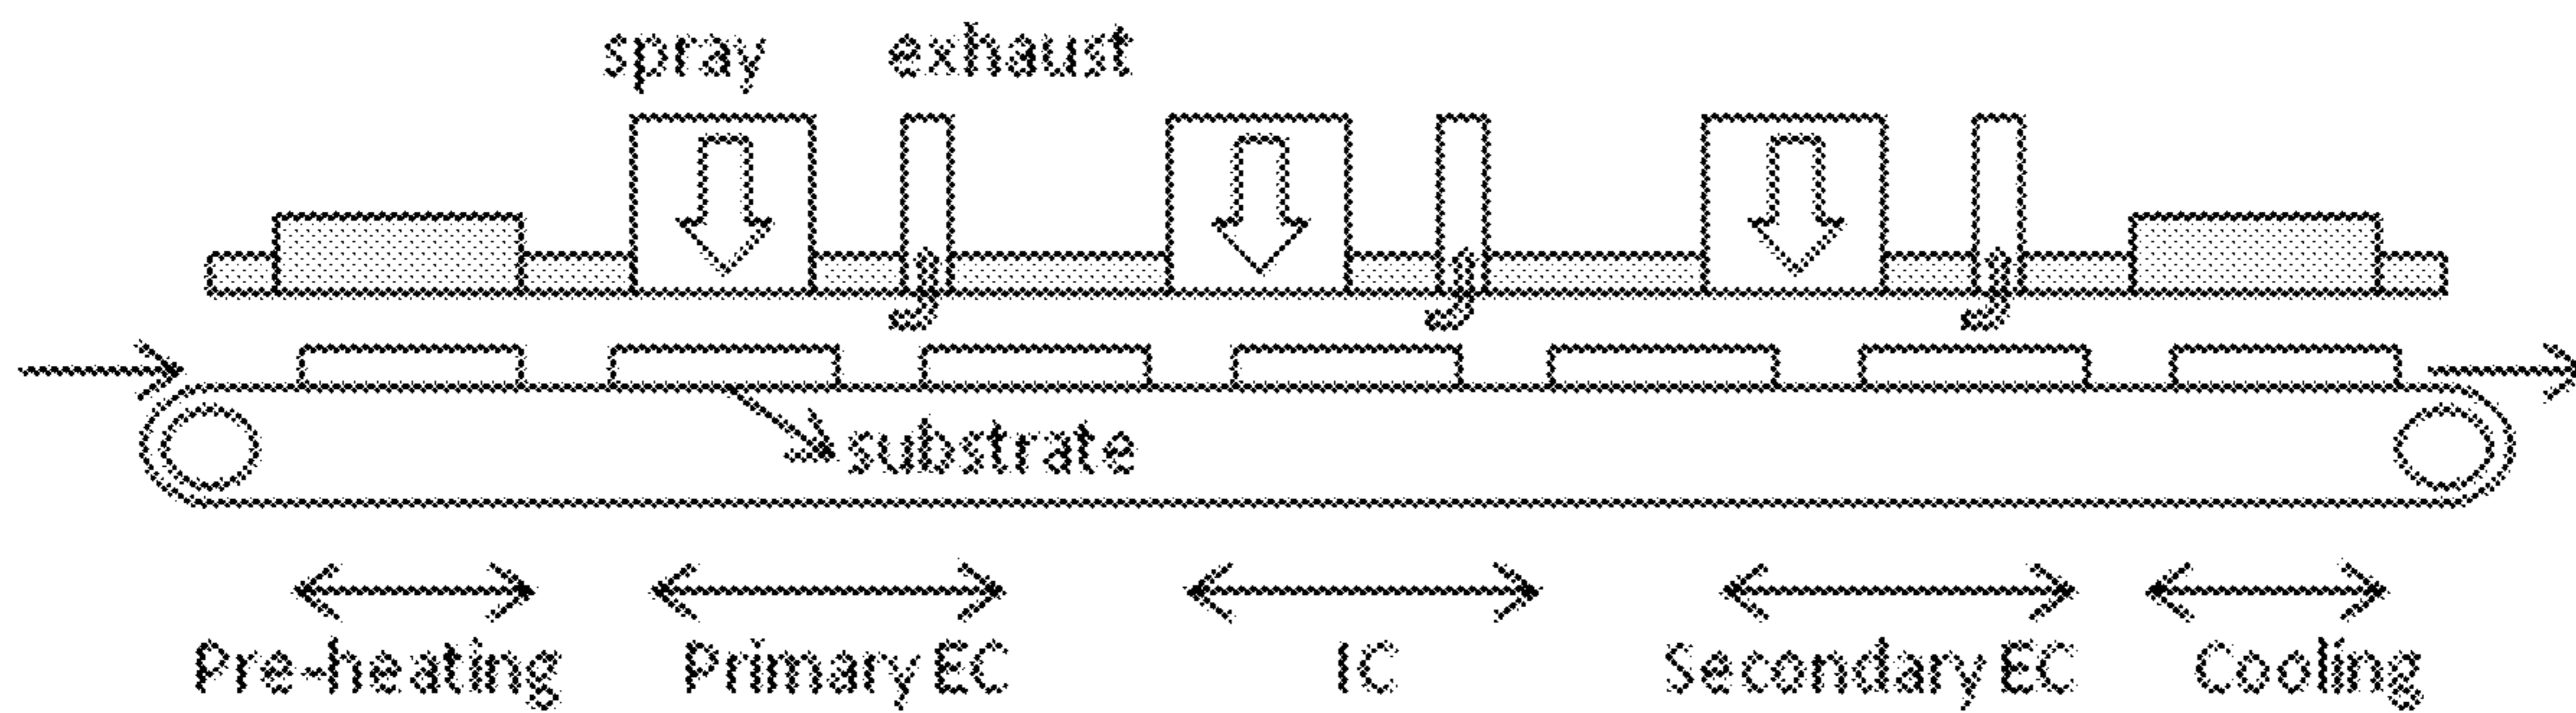 spray exhaust
substrate
Pre-heating Primary EC IC Secondary EC Cooling